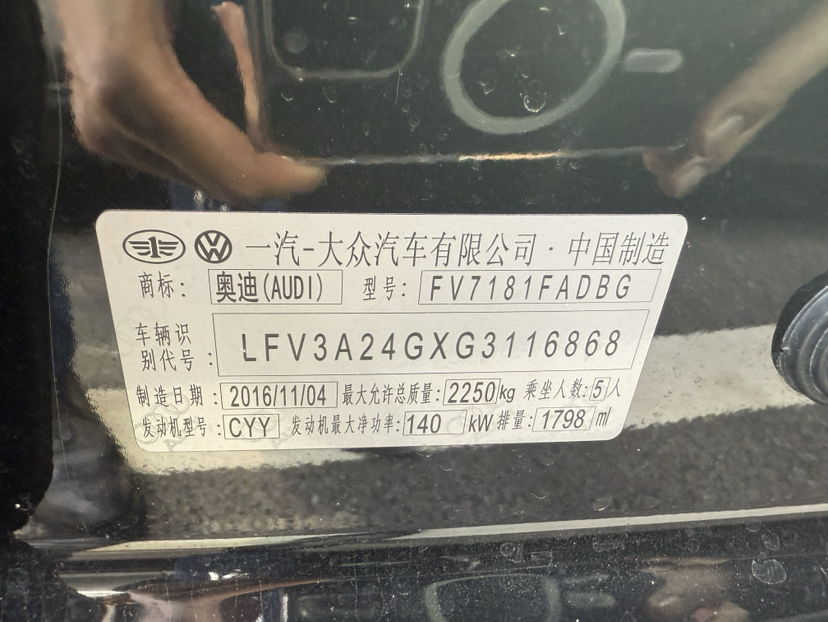 一汽-大众汽车有限公司·中国制造
商标: 奥迪(AUDI) 型号: FV7181FADBG
车辆识别代号: LFV3A24GXG3116868
制造日期: 2016/11/04 最大允许总质量: 2250kg 乘坐人数: 5人
发动机型号: CYY 发动机最大净功率: 140 kW 排量: 1798 ml